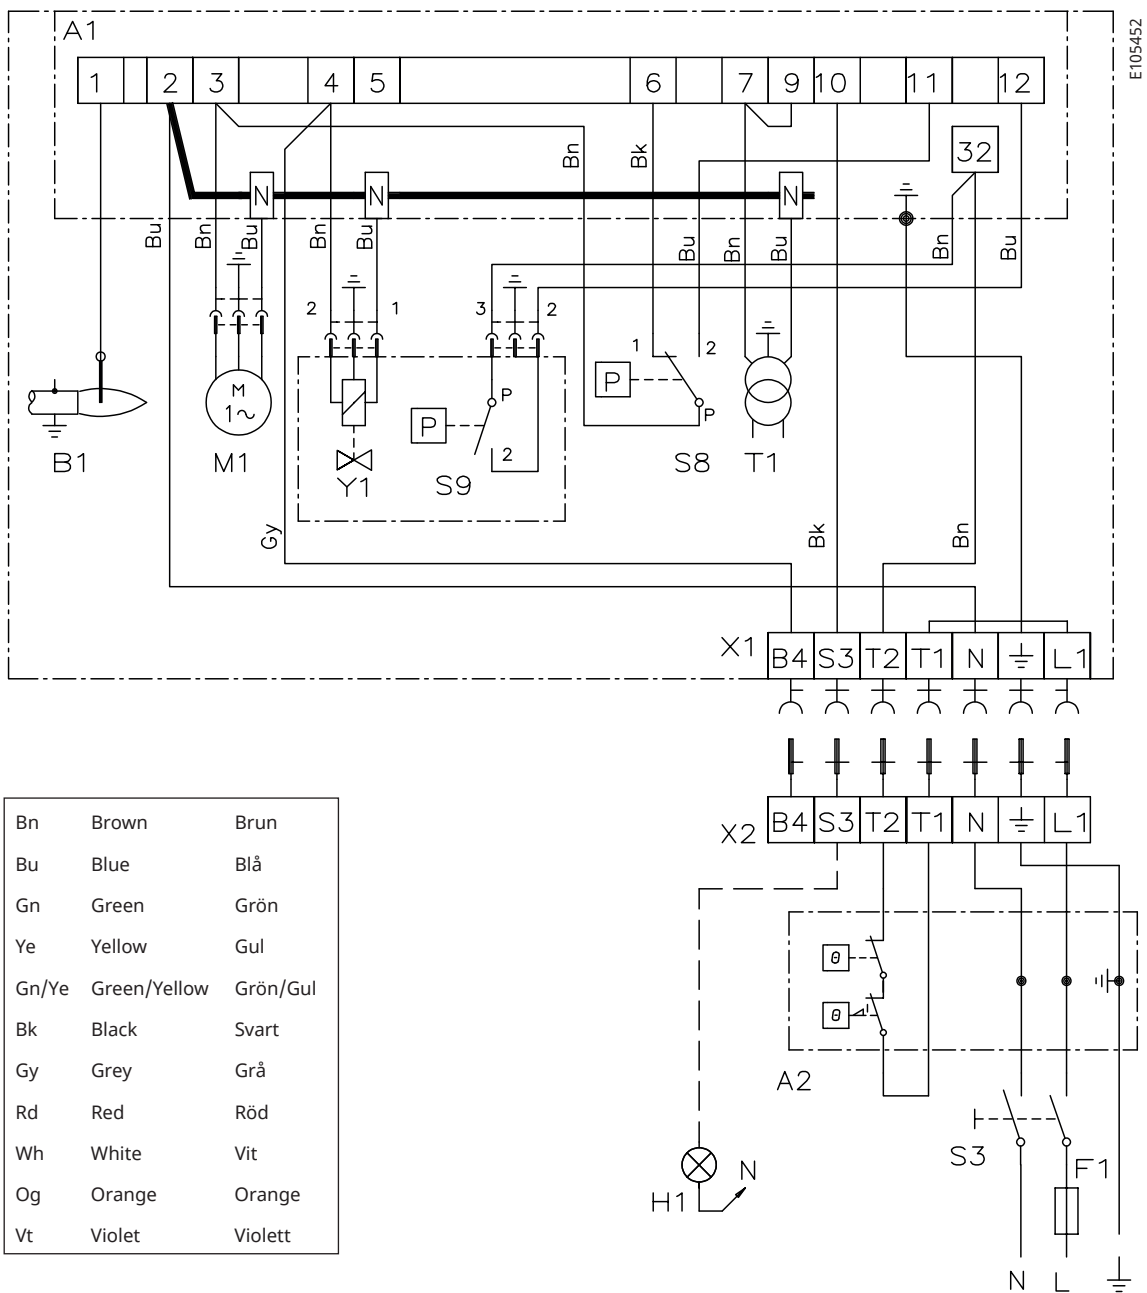 E105452
A1
1 2 3 4 5 6 7 9 10 11 12
32
Bn Bk
N N N
Bu Bn Bu Bn Bu Bu Bn Bu Bn Bu
2 1 3 2
1 2
P
P
M
1~
P
P
2
B1 M1 Y1 S9 S8 T1
Gy Bk Bn
X1 B4 S3 T2 T1 N L1
X2 B4 S3 T2 T1 N L1
Bn Brown Brun
Bu Blue Blå
Gn Green Grön
Ye Yellow Gul
Gn/Ye Green/Yellow Grön/Gul
Bk Black Svart
Gy Grey Grå
Rd Red Röd
Wh White Vit
Og Orange Orange
Vt Violet Violett
θ
θ
A2
S3
F1
H1 N
N L